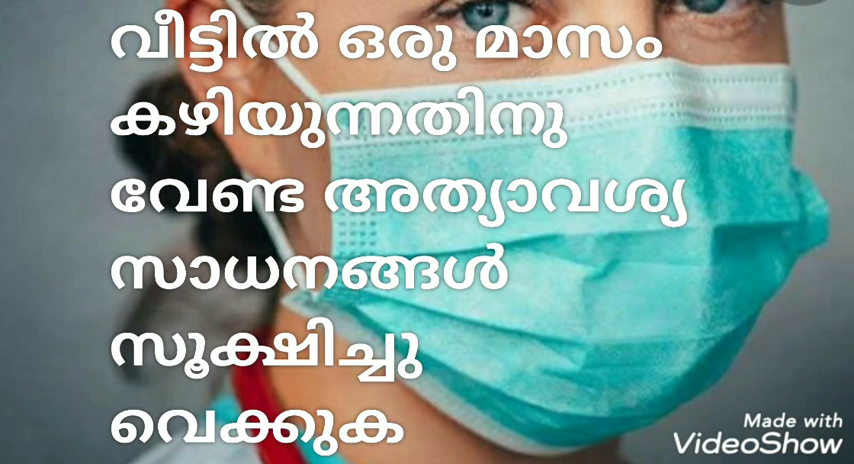 വീട്ടിൽ ഒരു മാസം
കഴിയുന്നതിനു
വേണ്ട അത്യാവശ്യ
സാധനങ്ങൾ
സൂക്ഷിച്ചു
വെക്കുക
Made with
VideoShow